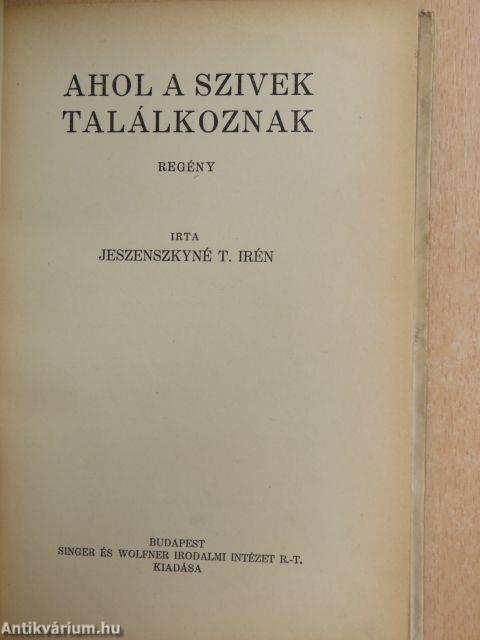 AHOL A SZIVEK
TALÁLKOZNAK
REGÉNY
IRTA
JESZENSZKYNÉ T. IRÉN
BUDAPEST
SINGER ÉS WOLFNER IRODALMI INTÉZET R.-T.
KIADÁSA
Antikvárium.hu